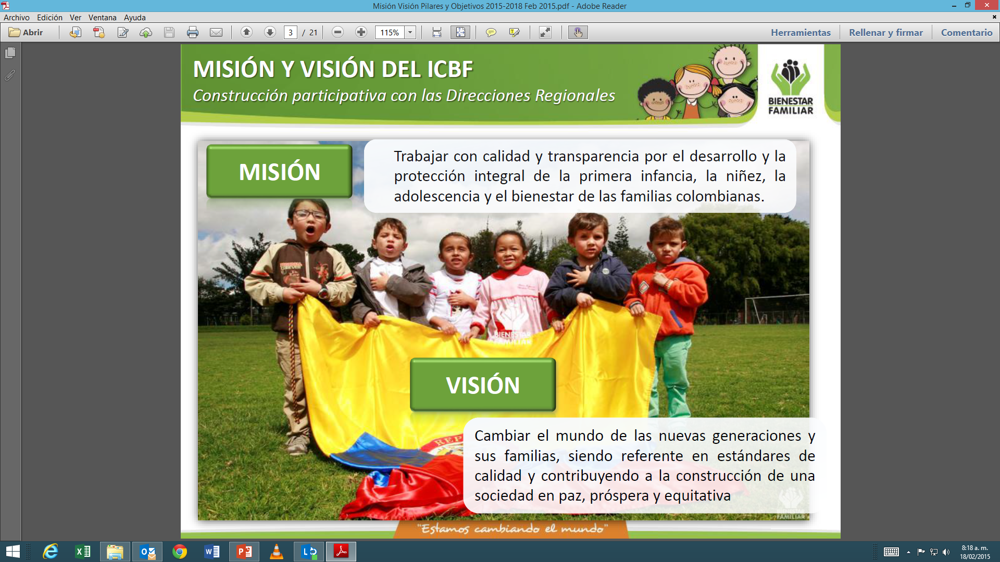 Misión Visión Pilares y Objetivos 2015-2018 Feb 2015.pdf - Adobe Reader
Archivo Edición Ver Ventana Ayuda
Abrir
3 / 21
115%
Herramientas
Rellenar y firmar
Comentario
MISIÓN Y VISIÓN DEL ICBF
Construcción participativa con las Direcciones Regionales
BIENESTAR
FAMILIAR
MISIÓN
Trabajar con calidad y transparencia por el desarrollo y la
protección integral de la primera infancia, la niñez, la
adolescencia y el bienestar de las familias colombianas.
BIENESTAR
FAMILIAR
VISIÓN
REP
Cambiar el mundo de las nuevas generaciones y
sus familias, siendo referente en estándares de
calidad y contribuyendo a la construcción de una
sociedad en paz, próspera y equitativa
FAMILIAR
"Estamos cambiando el mundo"
8:18 a. m.
18/02/2015